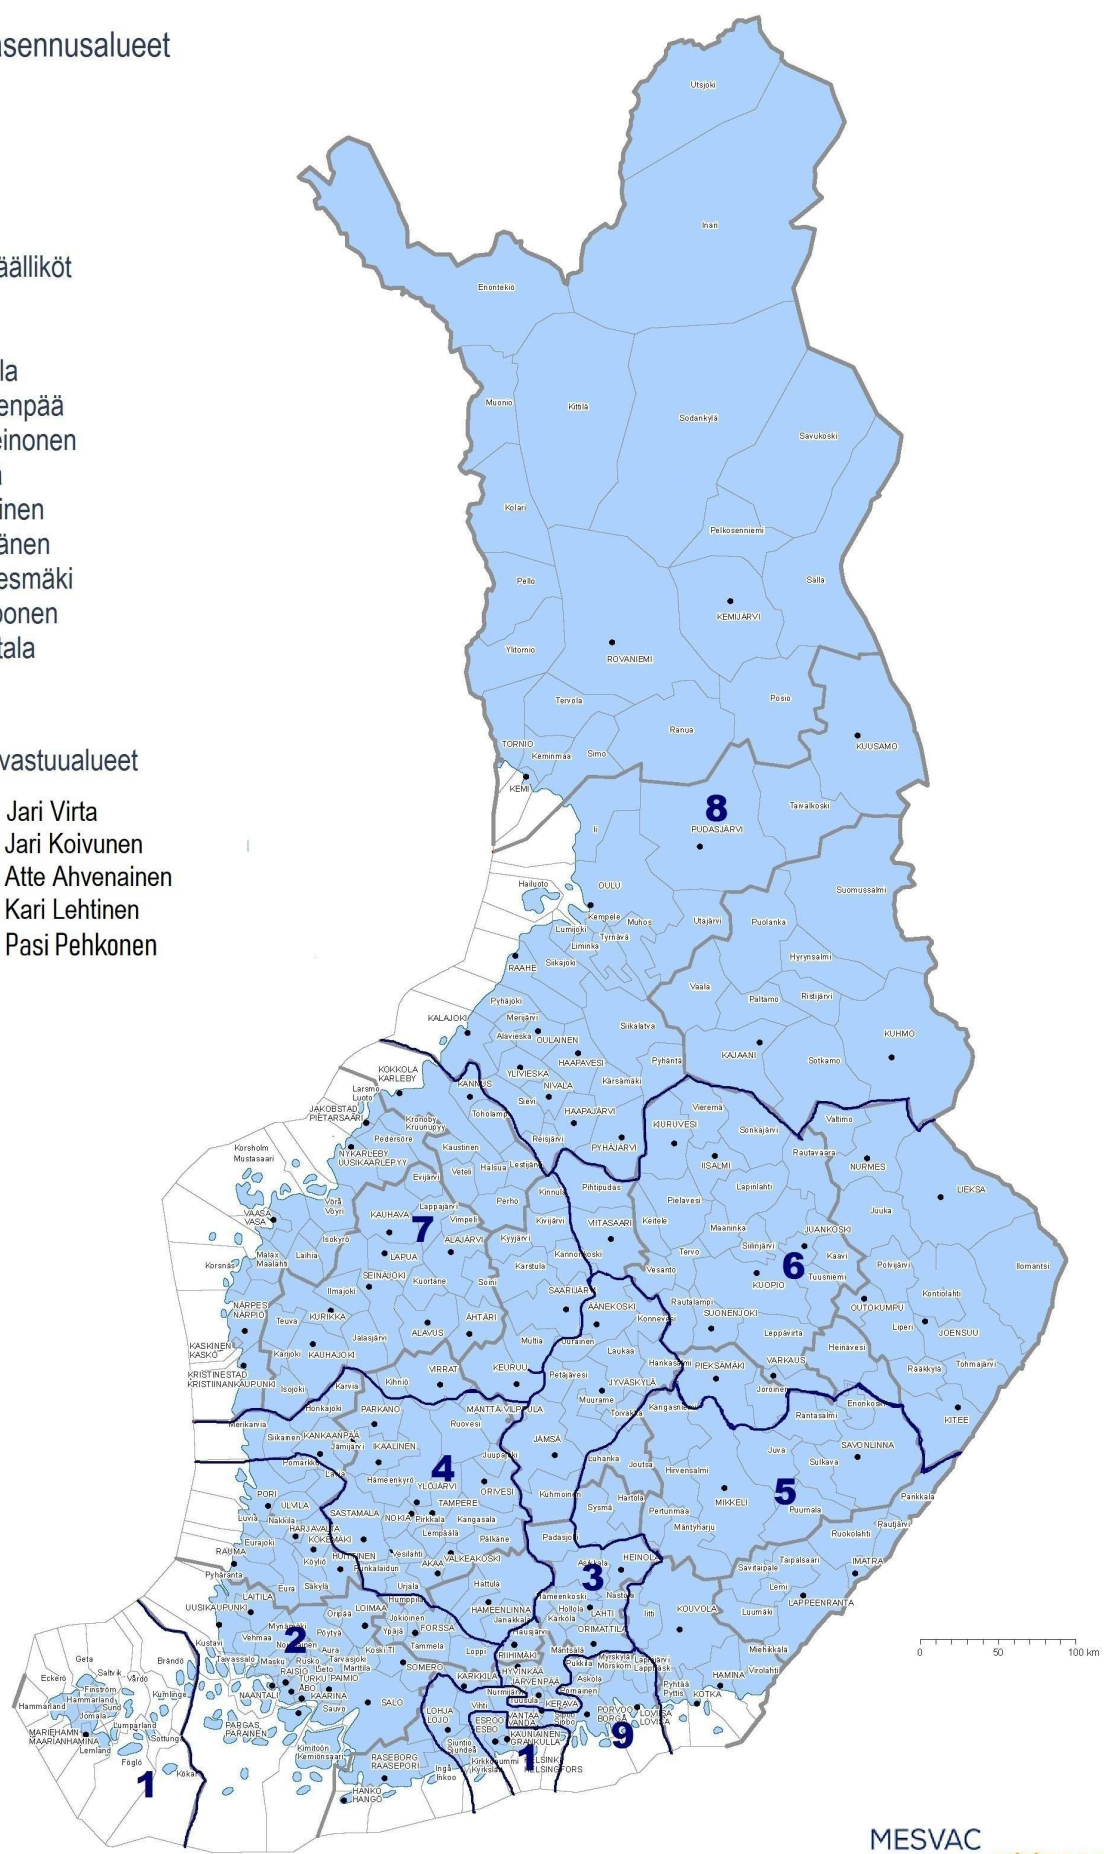 asennusalueet
äälliköt
la
enpää
einonen
inen
änen
esmäki
ponen
tala
vastuualueet
Jari Virta
Jari Koivunen
Atte Ahvenainen
Kari Lehtinen
Pasi Pehkonen
Utsjoki
Inari
Enontekiö
Muonio
Kittilä
Sodankylä
Savukoski
Kolari
Pelkosenniemi
Pello
Salla
KEMIJÄRVI
Ylitornio
ROVANIEMI
Tervola
Posio
Ranua
TORNIO
Keminmaa
Simo
KUUSAMO
KEMI
8
PUDASJÄRVI
Taivalkoski
Ii
Hailuoto
OULU
Suomussalmi
Kempele
Muhos
Utajärvi
Puolanka
Lumijoki
Tyrnävä
Liminka
RAAHE
Siikajoki
Hyrynsalmi
Vaala
Paltamo
Ristijärvi
Pyhäjoki
KALAJOKI
Merijärvi
Siikalatva
Alavieska
OULAINEN
KUHMO
HAAPAVESI
Pyhäntä
KAJAANI
Sotkamo
KOKKOLA
KARLEBY
KANNUS
YLIVIESKA
NIVALA
Kärsämäki
Larsmo
Luoto
Sievi
Toholampi
HAAPAJÄRVI
Vieremä
JAKOBSTAD
PIETARSAARI
Kronoby
Kruunupyy
KIURUVESI
Sonkajärvi
Valtimo
Pedersöre
Reisjärvi
PYHÄJÄRVI
Rautavaara
Korsholm
Mustasaari
NYKARLEBY
UUSIKAARLEPYY
Kaustinen
Veteli
Halsua
Lestijärvi
IISALMI
NURMES
Evijärvi
Kinnula
Pihtipudas
Lapinlahti
LIEKSA
Vörå
Vöyri
Lappajärvi
Perho
Pielavesi
Juuka
VAASA
VASA
KAUHAVA
7
Vimpeli
Kivijärvi
VIITASAARI
Keitele
Maaninka
JUANKOSKI
Isokyrö
ALAJÄRVI
Kyyjärvi
Siilinjärvi
Malax
Maalahti
Laihia
LAPUA
Kannonkoski
Tervo
Kaavi
Korsnäs
Karstula
Vesanto
6
KUOPIO
Tuusniemi
Polvijärvi
Ilomantsi
SEINÄJOKI
Kuortane
Soini
Ilmajoki
SAARIJÄRVI
ÄÄNEKOSKI
Rautalampi
SUONENJOKI
OUTOKUMPU
Kontiolahti
NÄRPES
NÄRPIÖ
Teuva
KURIKKA
ALAVUS
ÄHTÄRI
Konnevesi
Liperi
JOENSUU
Jalasjärvi
Multia
Uurainen
Laukaa
Leppävirta
Heinävesi
KASKINEN
KASKÖ
Karijoki
KAUHAJOKI
Hankasalmi
PIEKSÄMÄKI
VARKAUS
Rääkkylä
Tohmajärvi
KRISTINESTAD
KRISTIINANKAUPUNKI
Isojoki
Karvia
Kihniö
VIRRAT
KEURUU
Petäjävesi
JYVÄSKYLÄ
Joroinen
Muurame
Honkajoki
PARKANO
MÄNTTÄ-VILPPULA
Toivakka
Kangasniemi
Rantasalmi
Enonkoski
KITEE
Merikarvia
Siikainen
KANKAANPÄÄ
Ruovesi
Jämijärvi
IKAALINEN
JÄMSÄ
Juupajoki
SAVONLINNA
Pomarkku
Lavia
4
Luhanka
Joutsa
Hirvensalmi
Juva
Sulkava
Hämeenkyrö
YLÖJÄRVI
ORIVESI
Kuhmoinen
Hartola
MIKKELI
5
Parikkala
PORI
ULVILA
Sysmä
Pertunmaa
Puumala
Luvia
Nakkila
SASTAMALA
NOKIA
TAMPERE
Pirkkala
Kangasala
Mäntyharju
Ruokolahti
Rautjärvi
HARJAVALTA
KOKEMÄKI
Lempäälä
Pälkäne
Padasjoki
Eurajoki
RAUMA
Köyliö
HUITTINEN
Vesilahti
AKAA
VALKEAKOSKI
Asikkala
HEINOLA
Savitaipale
Taipalsaari
IMATRA
Pyhäranta
Punkalaidun
Eura
Säkylä
Urjala
Hattula
3
Lemi
LAPPEENRANTA
LAITILA
Humppila
Hämeenkoski
Nastola
UUSIKAUPUNKI
Oripää
LOIMAA
Jokioinen
HÄMEENLINNA
Janakkala
Hollola
LAHTI
Iitti
KOUVOLA
Luumäki
Mynämäki
Pöytyä
Ypäjä
FORSSA
Kärkölä
ORIMATTILA
Kustavi
Vehmaa
2
Nousiainen
Aura
Koski Tl
Tammela
Loppi
Hausjärvi
Mäntsälä
Miehikkälä
Taivassalo
Masku
Rusko
Tarvasjoki
RIIHIMÄKI
Myrskylä
Mörskom
Lapinjärvi
Lappträsk
Virolahti
Geta
Brändö
RAISIO
Lieto
Marttila
SOMERO
HYVINKÄÄ
Eckerö
Saltvik
Vårdö
TURKU
ÅBO
PAIMIO
KARKKILA
JÄRVENPÄÄ
Askola
Pyhtää
Pyttis
HAMINA
Finström
Kumlinge
NAANTALI
KAARINA
Nurmijärvi
Pornainen
KOTKA
Hammarland
Sund
Sauvo
SALO
LOHJA
LOJO
Vihti
Tuusula
KERAVA
PORVOO
BORGÅ
LOVIISA
LOVISA
MARIEHAMN
MAARIANHAMINA
Jomala
Lumparland
Sottunga
PARGAS
PARAINEN
ESPOO
ESBO
VANTAA
VANDA
Sipoo
Sibbo
9
Lemland
Föglö
Kimitoön
Kemiönsaari
Siuntio
Sjundeå
KAUNIAINEN
GRANKULLA
1
Kökar
RASEBORG
RAASEPORI
Ingå
Inkoo
Kirkkonummi
Kyrkslätt
1
HELSINKI
HELSINGFORS
HANKO
HANGÖ
0 50 100 km
MESVAC